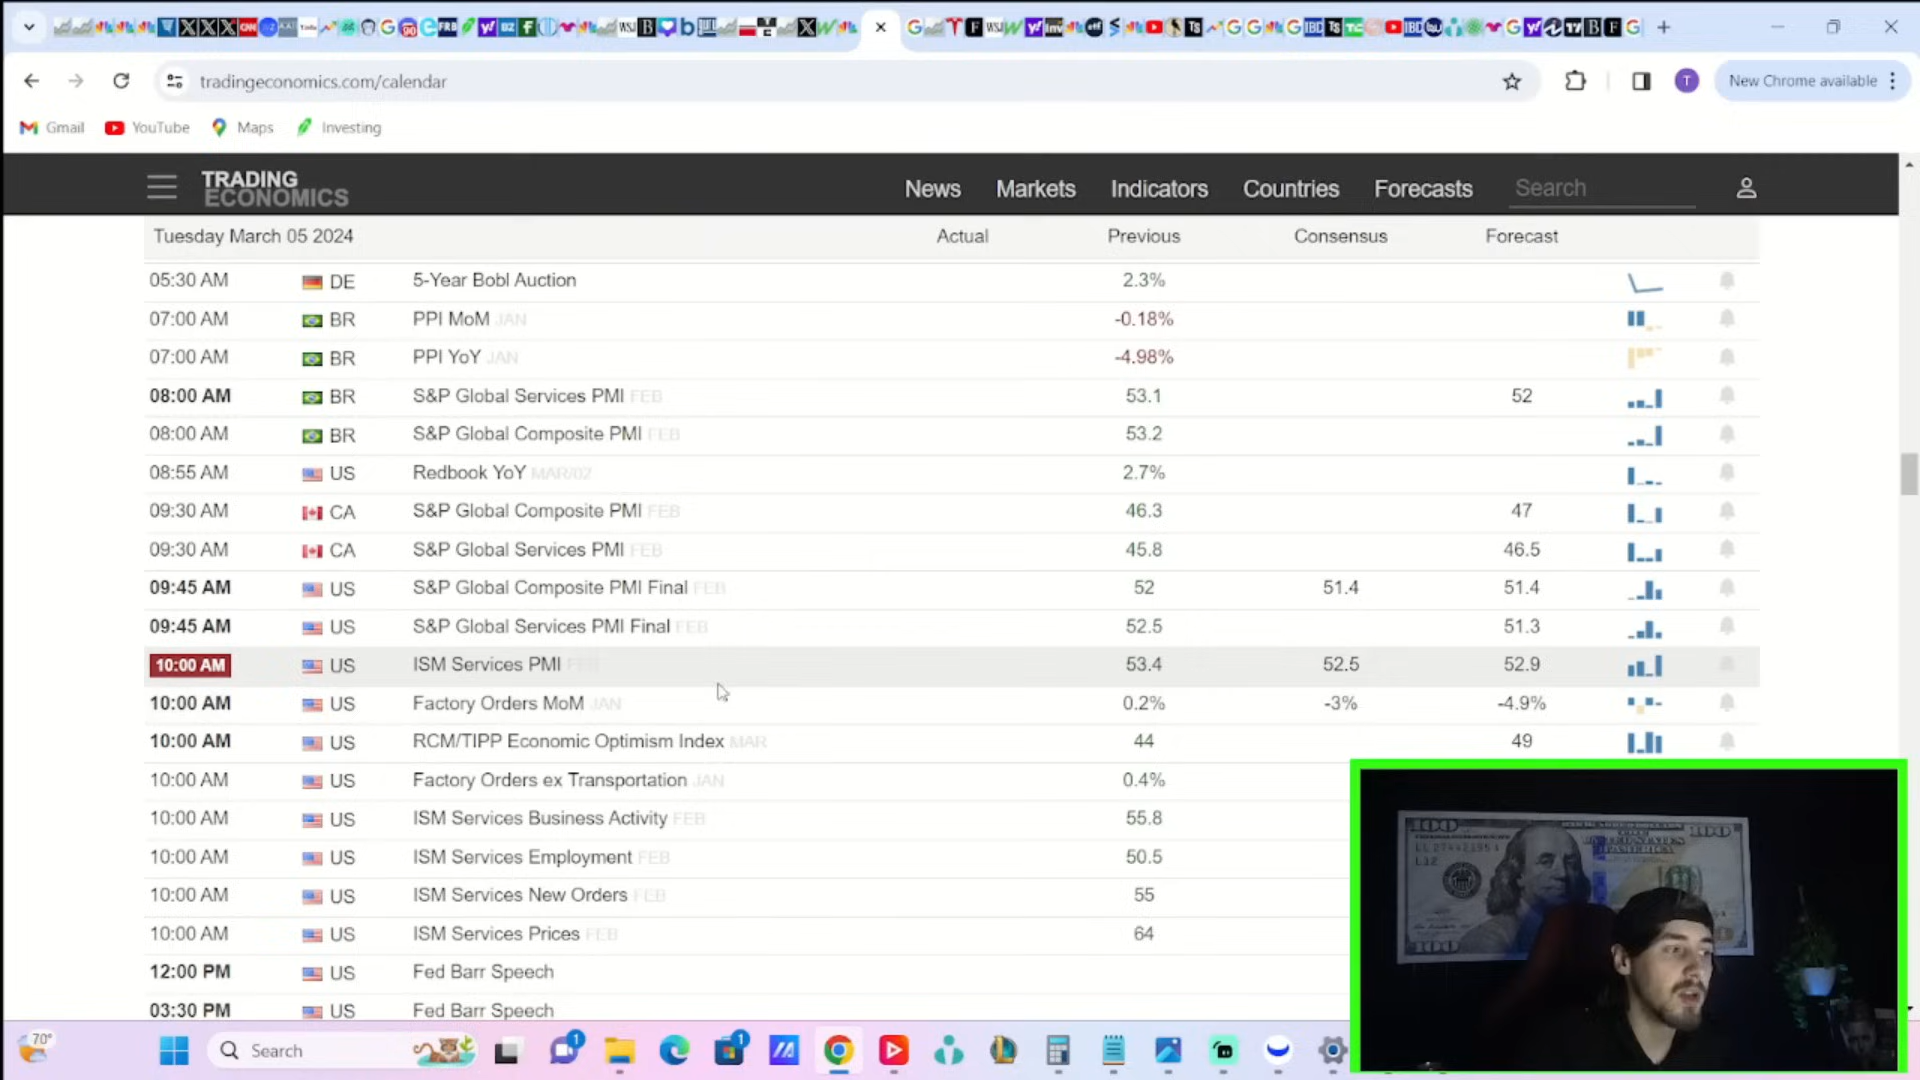 tradingeconomics.com/calendar
New Chrome available
Gmail YouTube Maps Investing
TRADING
ECONOMICS
News Markets Indicators Countries Forecasts Search
Tuesday March 05 2024 Actual Previous Consensus Forecast
05:30 AM DE 5-Year Bobl Auction 2.3%
07:00 AM BR PPI MoM JAN -0.18%
07:00 AM BR PPI YoY JAN -4.98%
08:00 AM BR S&P Global Services PMI FEB 53.1 52
08:00 AM BR S&P Global Composite PMI FEB 53.2
08:55 AM US Redbook YoY MAR/02 2.7%
09:30 AM CA S&P Global Composite PMI FEB 46.3 47
09:30 AM CA S&P Global Services PMI FEB 45.8 46.5
09:45 AM US S&P Global Composite PMI Final FEB 52 51.4 51.4
09:45 AM US S&P Global Services PMI Final FEB 52.5 51.3
10:00 AM US ISM Services PMI FEB 53.4 52.5 52.9
10:00 AM US Factory Orders MoM JAN 0.2% -3% -4.9%
10:00 AM US RCM/TIPP Economic Optimism Index MAR 44 49
10:00 AM US Factory Orders ex Transportation JAN 0.4%
10:00 AM US ISM Services Business Activity FEB 55.8
10:00 AM US ISM Services Employment FEB 50.5
10:00 AM US ISM Services New Orders FEB 55
10:00 AM US ISM Services Prices FEB 64
12:00 PM US Fed Barr Speech
03:30 PM US Fed Barr Speech
70°
Search